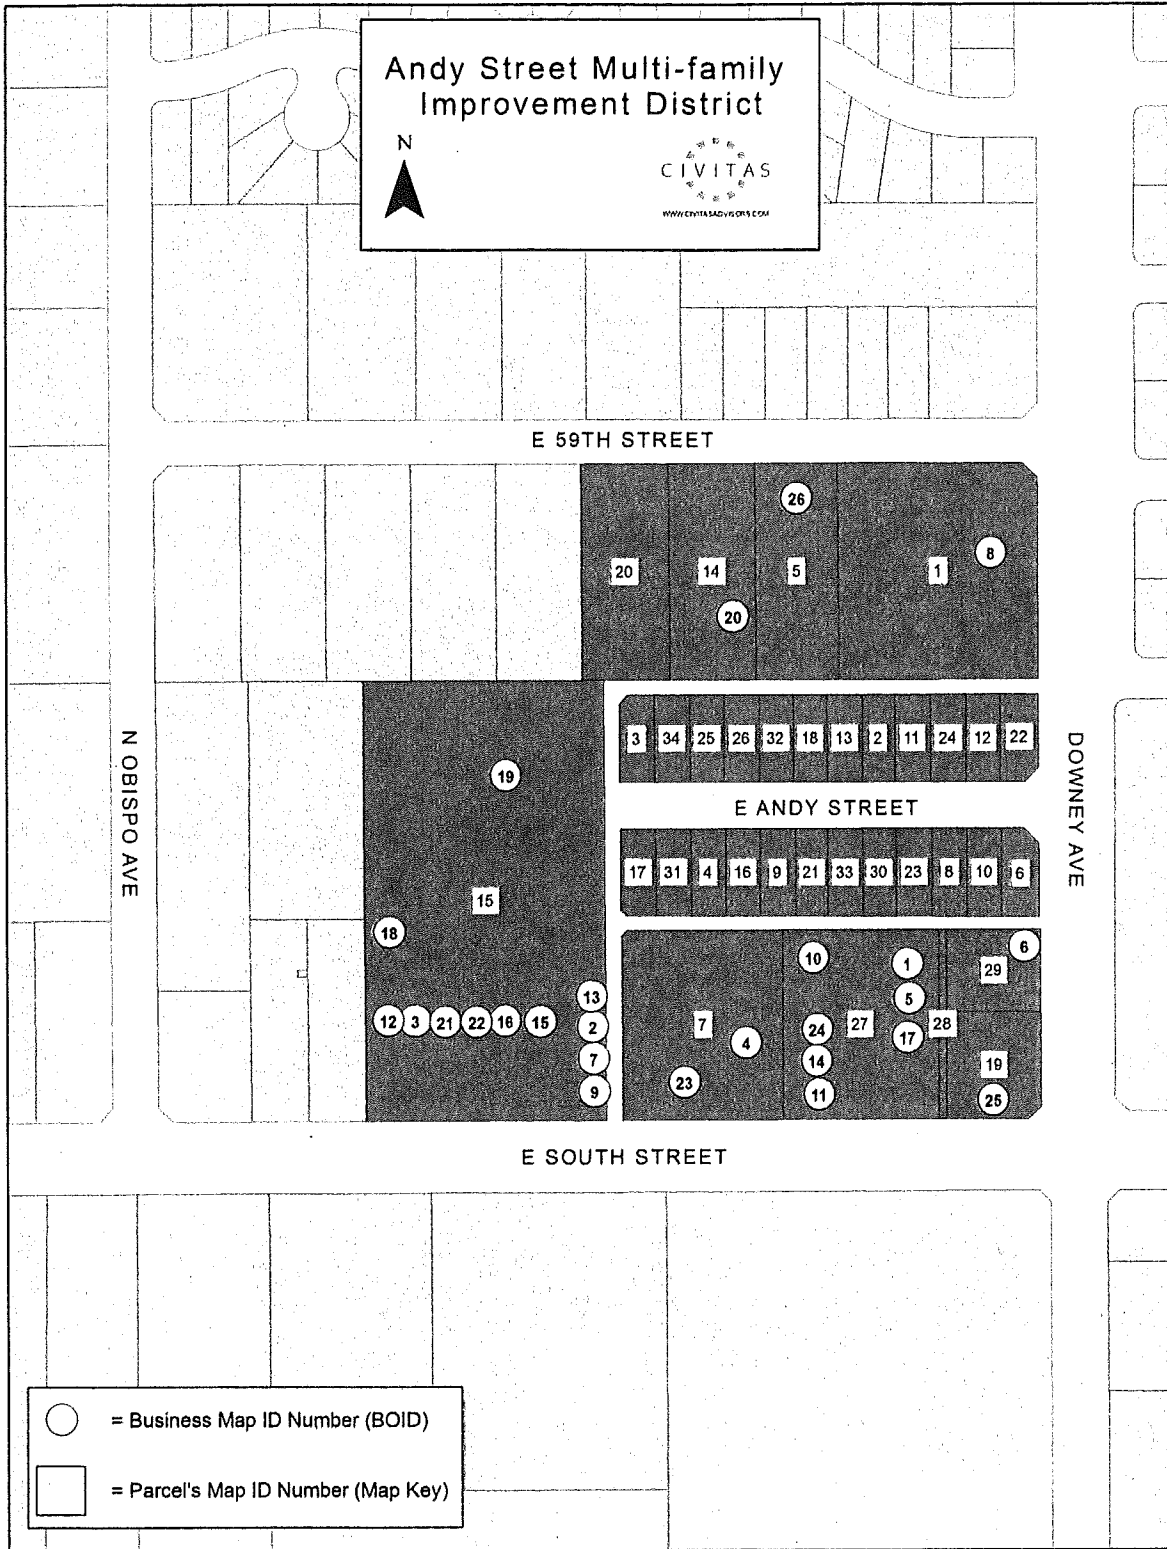 Andy Street Multi-family
Improvement District
N
CIVITAS
WWW.CIVITASADVISORS.COM
E 59TH STREET
26
8
20 14 5 1
20
N OBISPO AVE
DOWNEY AVE
3 34 25 26 32 18 13 2 11 24 12 22
19
E ANDY STREET
17 31 4 16 9 21 33 30 23 8 10 6
15
18
6
10 1
29
13 5
12 3 21 22 16 15 2 7 24 27 17 28
4
7 14 19
23
9 11 25
E SOUTH STREET
= Business Map ID Number (BOID)
= Parcel's Map ID Number (Map Key)